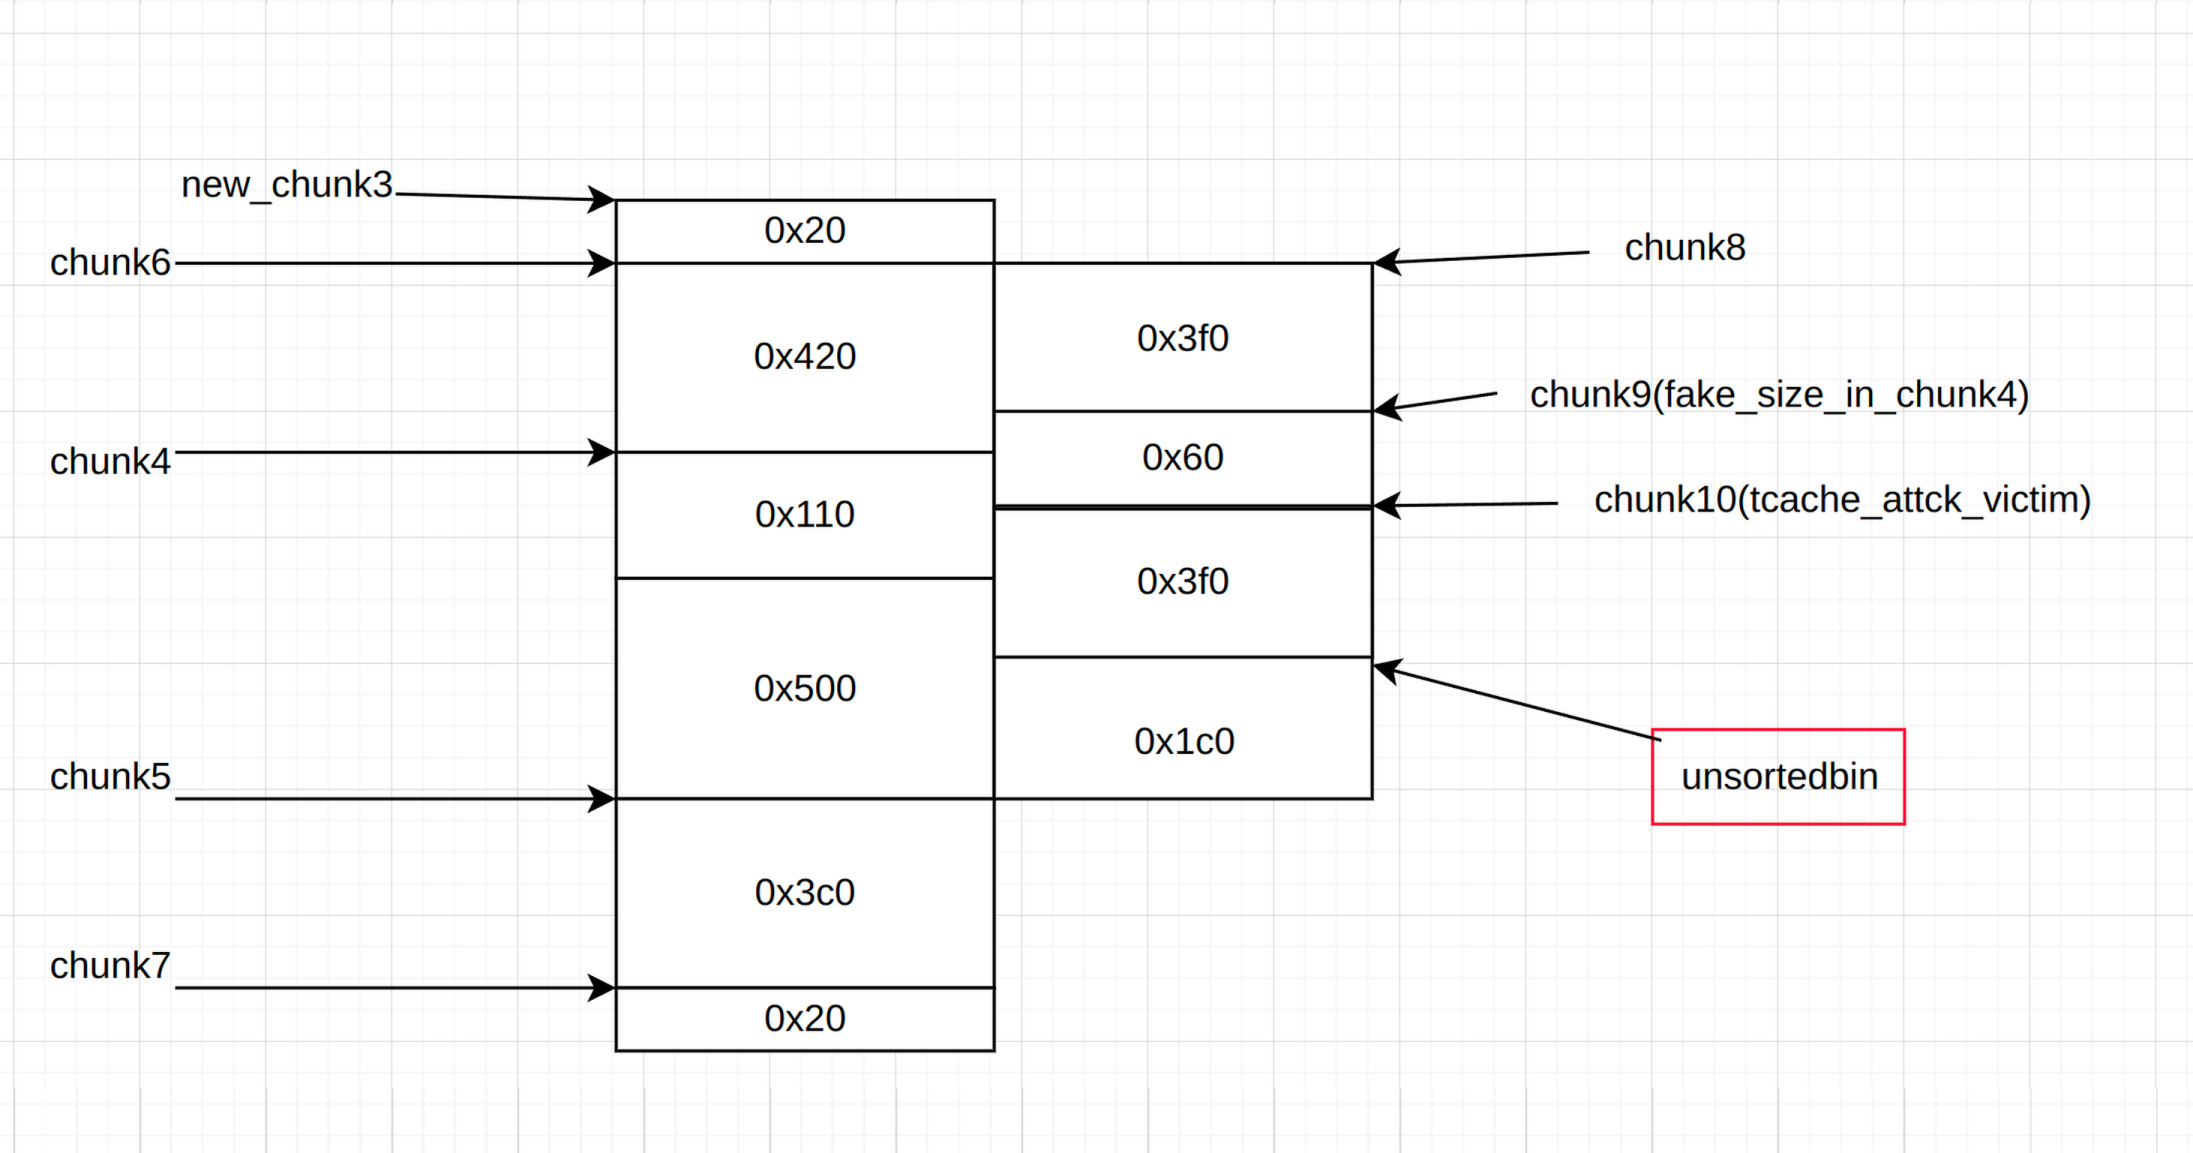 new_chunk3
0x20
chunk6
chunk8
0x420
0x3f0
chunk9(fake_size_in_chunk4)
chunk4
0x60
0x110
chunk10(tcache_attck_victim)
0x3f0
0x500
0x1c0
chunk5
unsortedbin
0x3c0
chunk7
0x20